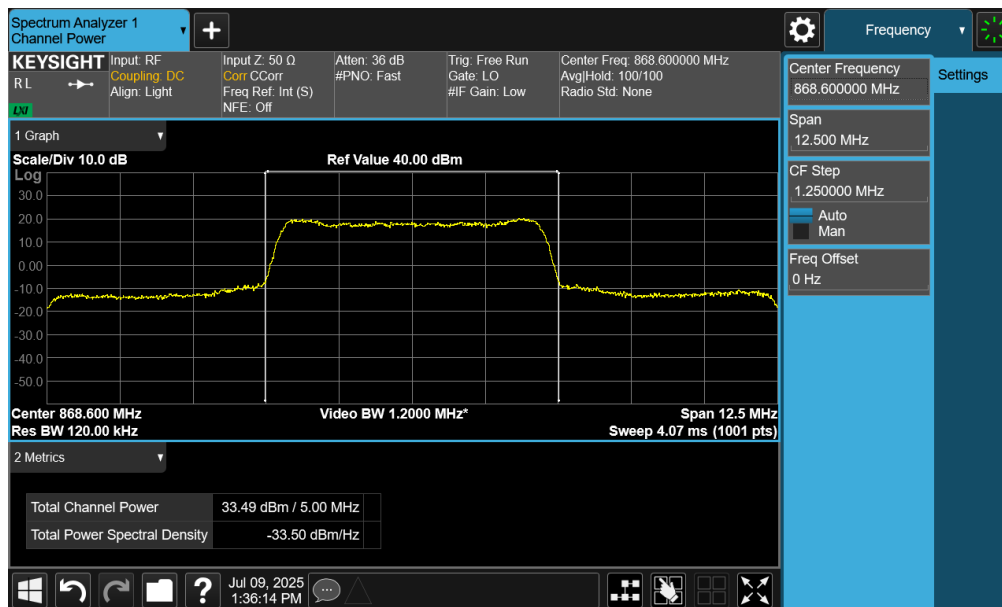 Spectrum Analyzer 1
Channel Power
Frequency
KEYSIGHT
R L
LXI
Input: RF
Coupling: DC
Align: Light
Input Z: 50 Ω
Corr CCorr
Freq Ref: Int (S)
NFE: Off
Atten: 36 dB
#PNO: Fast
Trig: Free Run
Gate: LO
#IF Gain: Low
Center Freq: 868.600000 MHz
Avg|Hold: 100/100
Radio Std: None
Center Frequency
868.600000 MHz
Settings
Span
12.500 MHz
CF Step
1.250000 MHz
Auto
Man
Freq Offset
0 Hz
1 Graph
Scale/Div 10.0 dB
Ref Value 40.00 dBm
Log
30.0
20.0
10.0
0.00
-10.0
-20.0
-30.0
-40.0
-50.0
Center 868.600 MHz
Video BW 1.2000 MHz*
Span 12.5 MHz
Res BW 120.00 kHz
Sweep 4.07 ms (1001 pts)
2 Metrics
Total Channel Power 33.49 dBm / 5.00 MHz
Total Power Spectral Density -33.50 dBm/Hz
?
Jul 09, 2025
1:36:14 PM